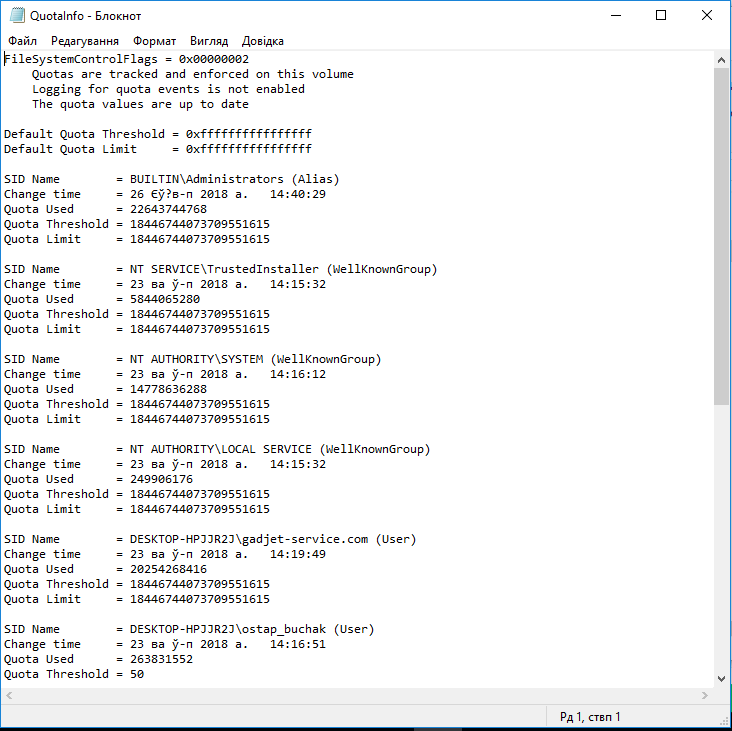 QuotaInfo - Блокнот
Файл Редагування Формат Вигляд Довідка
FileSystemControlFlags = 0x00000002
Quotas are tracked and enforced on this volume
Logging for quota events is not enabled
The quota values are up to date
Default Quota Threshold = 0xffffffffffffffff
Default Quota Limit     = 0xffffffffffffffff
SID Name        = BUILTIN\Administrators (Alias)
Change time     = 26 Єў?в-п 2018 а.   14:40:29
Quota Used      = 22643744768
Quota Threshold = 18446744073709551615
Quota Limit     = 18446744073709551615
SID Name        = NT SERVICE\TrustedInstaller (WellKnownGroup)
Change time     = 23 ва ў-п 2018 а.   14:15:32
Quota Used      = 5844065280
Quota Threshold = 18446744073709551615
Quota Limit     = 18446744073709551615
SID Name        = NT AUTHORITY\SYSTEM (WellKnownGroup)
Change time     = 23 ва ў-п 2018 а.   14:16:12
Quota Used      = 14778636288
Quota Threshold = 18446744073709551615
Quota Limit     = 18446744073709551615
SID Name        = NT AUTHORITY\LOCAL SERVICE (WellKnownGroup)
Change time     = 23 ва ў-п 2018 а.   14:15:32
Quota Used      = 249906176
Quota Threshold = 18446744073709551615
Quota Limit     = 18446744073709551615
SID Name        = DESKTOP-HPJJR2J\gadjet-service.com (User)
Change time     = 23 ва ў-п 2018 а.   14:19:49
Quota Used      = 20254268416
Quota Threshold = 18446744073709551615
Quota Limit     = 18446744073709551615
SID Name        = DESKTOP-HPJJR2J\ostap_buchak (User)
Change time     = 23 ва ў-п 2018 а.   14:16:51
Quota Used      = 263831552
Quota Threshold = 50
Рд 1, ствп 1